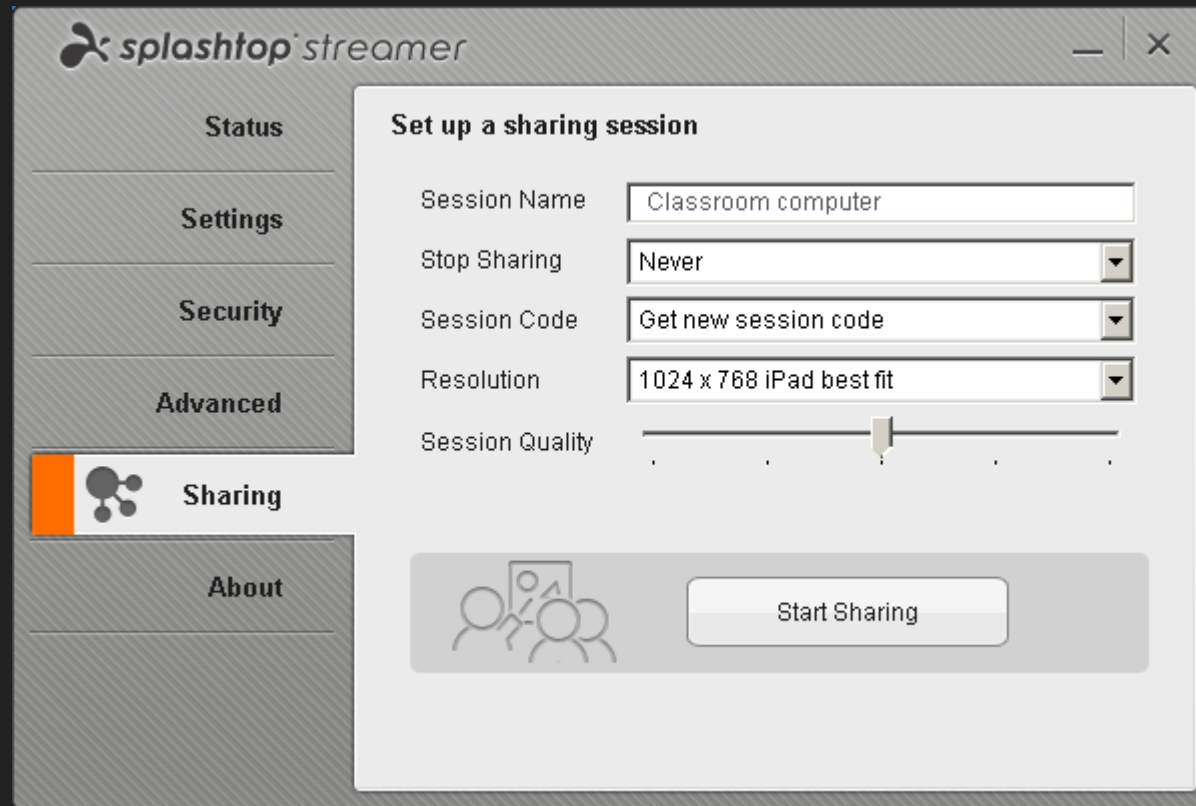 splashtop streamer
Status
Settings
Security
Advanced
Sharing
About
Set up a sharing session
Session Name Classroom computer
Stop Sharing Never
Session Code Get new session code
Resolution 1024 x 768 iPad best fit
Session Quality
Start Sharing